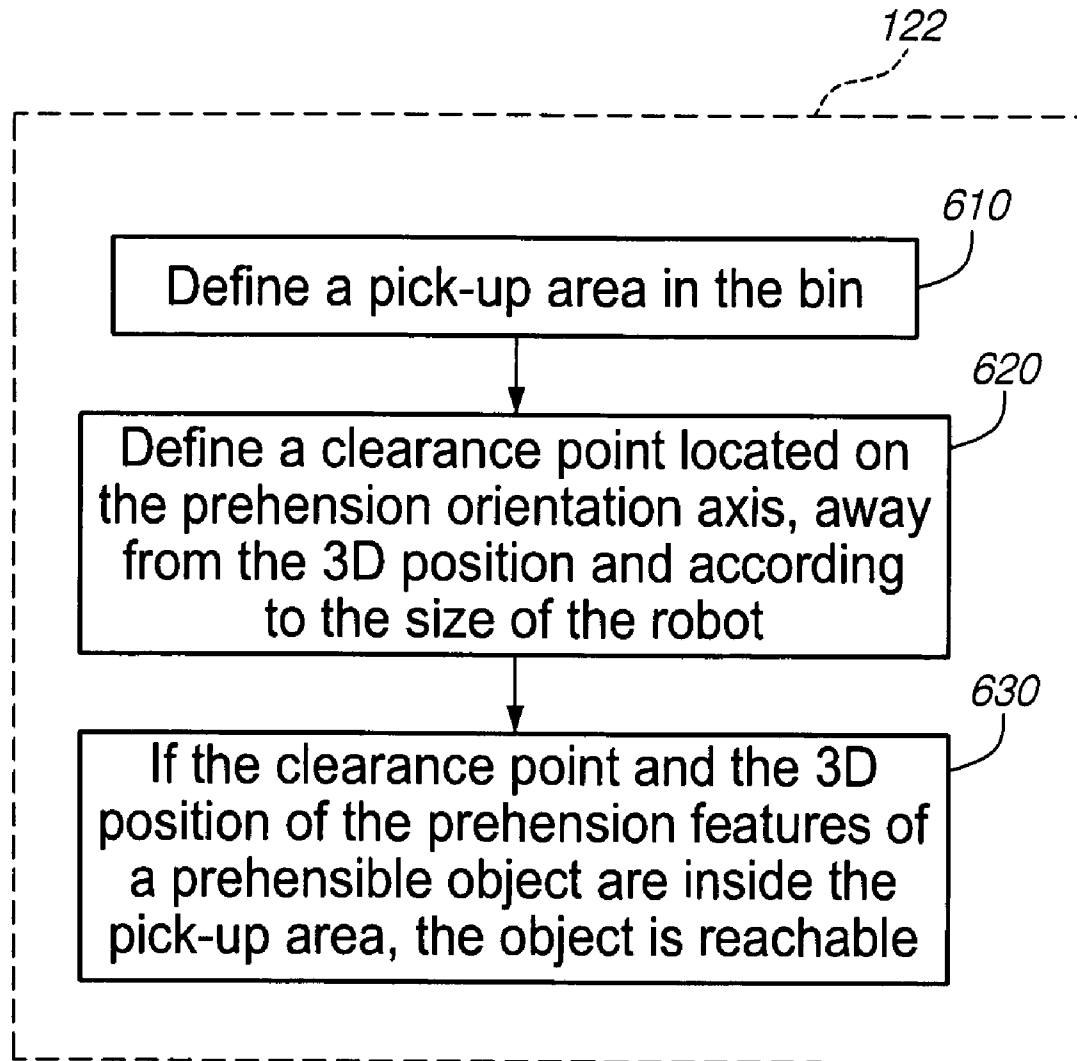 122
610
Define a pick-up area in the bin
620
Define a clearance point located on
the prehension orientation axis, away
from the 3D position and according
to the size of the robot
630
If the clearance point and the 3D
position of the prehension features of
a prehensible object are inside the
pick-up area, the object is reachable